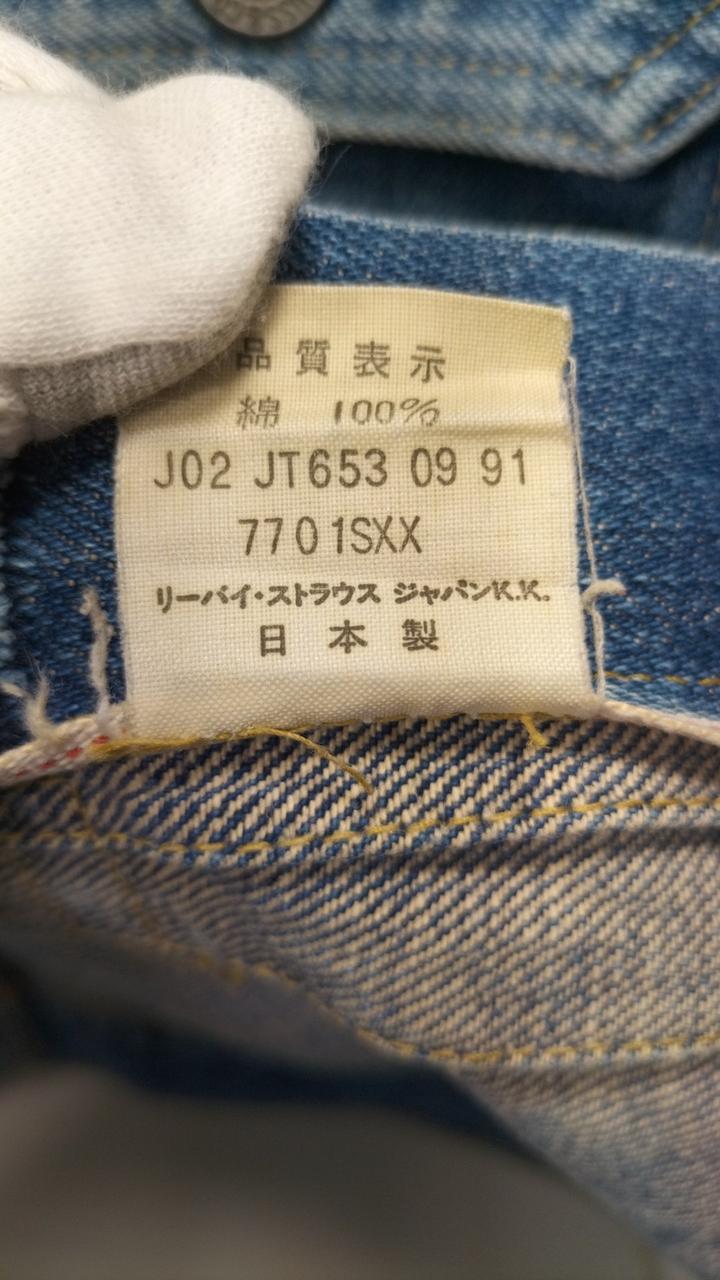 品質表示
綿 100%
J02 JT653 09 91
7701SXX
リーバイ・ストラウス ジャパンK.K.
日本製